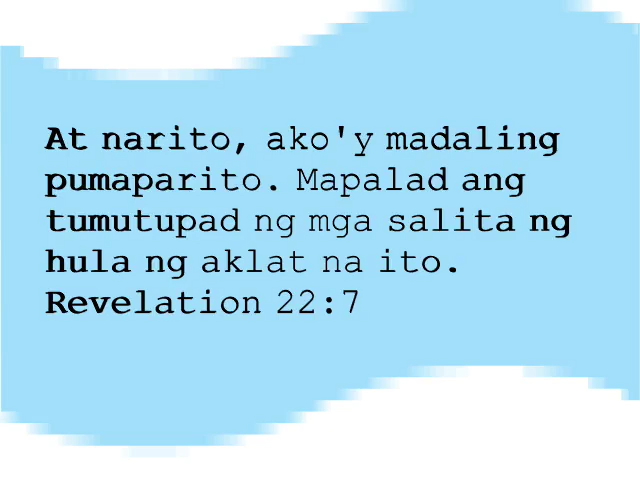 At narito, ako'y madaling
pumaparito. Mapalad ang
tumutupad ng mga salita ng
hula ng aklat na ito.
Revelation 22:7